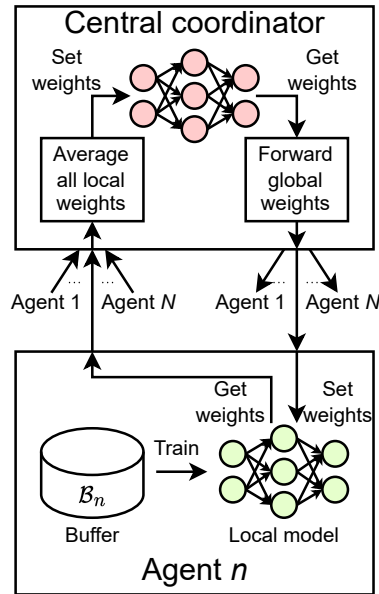 Central coordinator
Set
weights
Get
weights
Average
all local
weights
Forward
global
weights
Agent 1
...
...
Agent N
Agent 1
...
...
Agent N
Get
weights
Set
weights
Train
ℬₙ
Buffer
Local model
Agent n